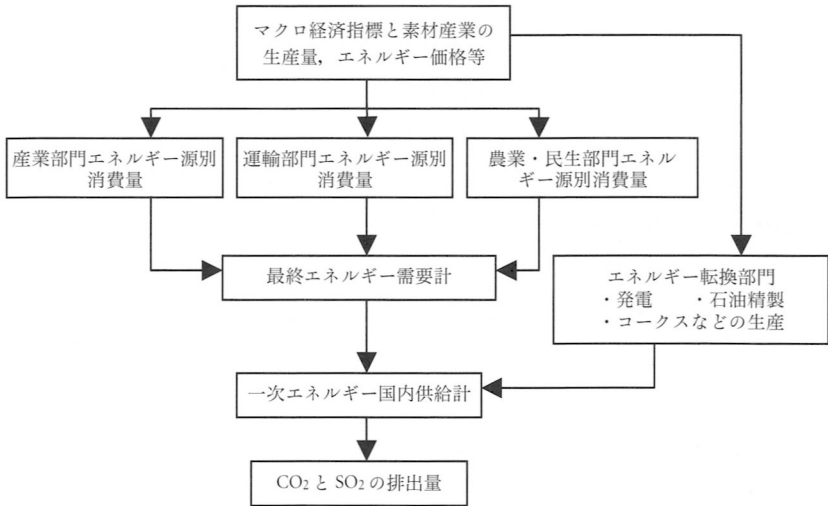 マクロ経済指標と素材産業の
生産量，エネルギー価格等
産業部門エネルギー源別
消費量
運輸部門エネルギー源別
消費量
農業・民生部門エネル
ギー源別消費量
最終エネルギー需要計
エネルギー転換部門
・発電　・石油精製
・コークスなどの生産
一次エネルギー国内供給計
CO₂とSO₂の排出量